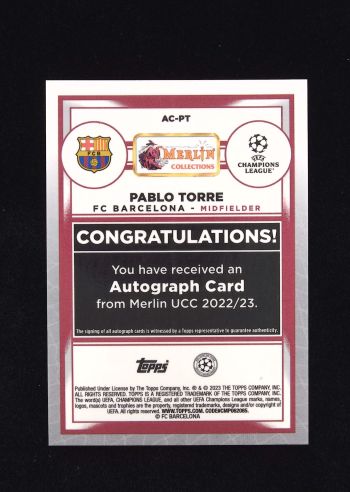 AC-PT
FCB
MERLIN
COLLECTIONS
UEFA
CHAMPIONS
LEAGUE
PABLO TORRE
FC BARCELONA - MIDFIELDER
CONGRATULATIONS!
You have received an
Autograph Card
from Merlin UCC 2022/23.
The signing of all autograph cards is witnessed by a Topps representative to guarantee authenticity.
Topps
Published Under License by The Topps Company, Inc. ® & © 2023 THE TOPPS COMPANY, INC.
All Rights Reserved. TOPPS IS A REGISTERED TRADEMARK OF THE TOPPS COMPANY, INC.
The word(s) UEFA, CHAMPIONS LEAGUE, and all other UEFA Champions League marks, names,
logos, mascots and trophies are the property, registered trademarks, designs and/or copyright of
UEFA. All rights reserved. WWW.TOPPS.COM. CODE#CMP082085.
© FC BARCELONA